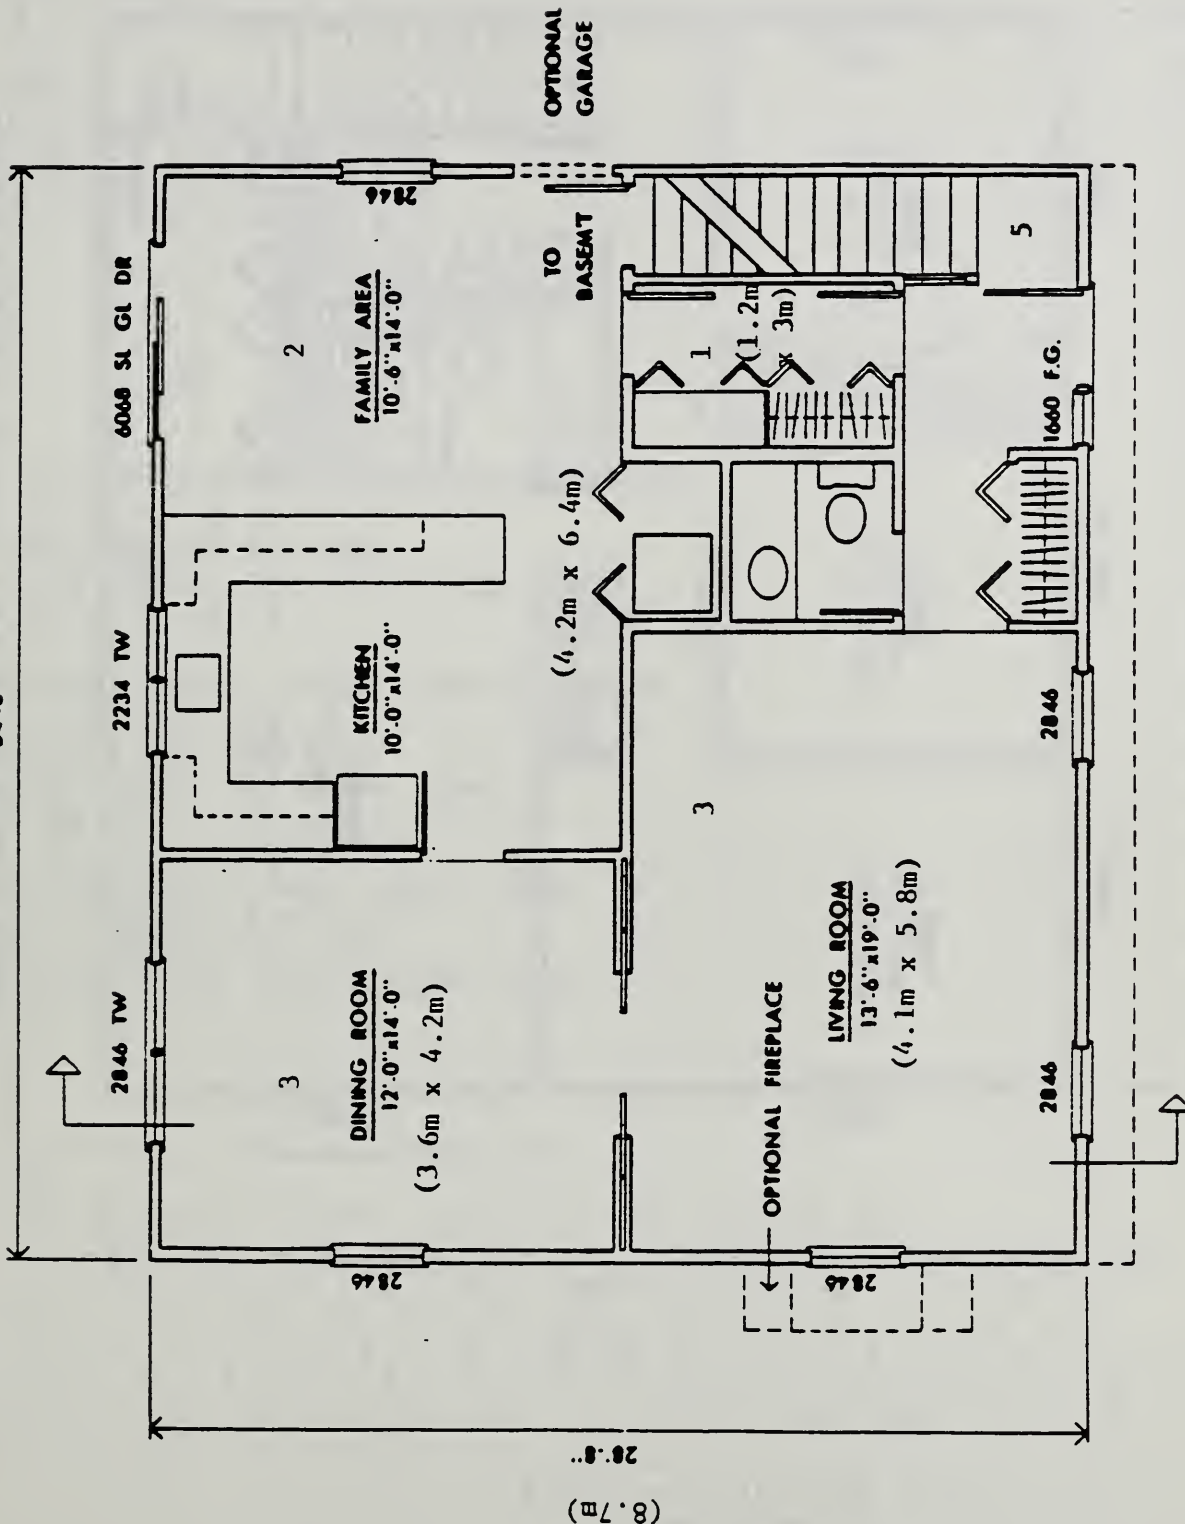 6068 SL GL DR
2234 TW
2846 TW
2846
FAMILY AREA
10'-6"x14'-0"
2
KITCHEN
10'-0"x14'-0"
DINING ROOM
12'-0"x14'-0"
(3.6m x 4.2m)
3
2846
OPTIONAL
GARAGE
TO
BASEM'T
(4.2m x 6.4m)
1
(1.2m
x 3m)
5
1660 F.G.
3
LIVING ROOM
13'-6"x19'-0"
(4.1m x 5.8m)
OPTIONAL FIREPLACE
2846
2846
2846
28'-8"
(8.7m)